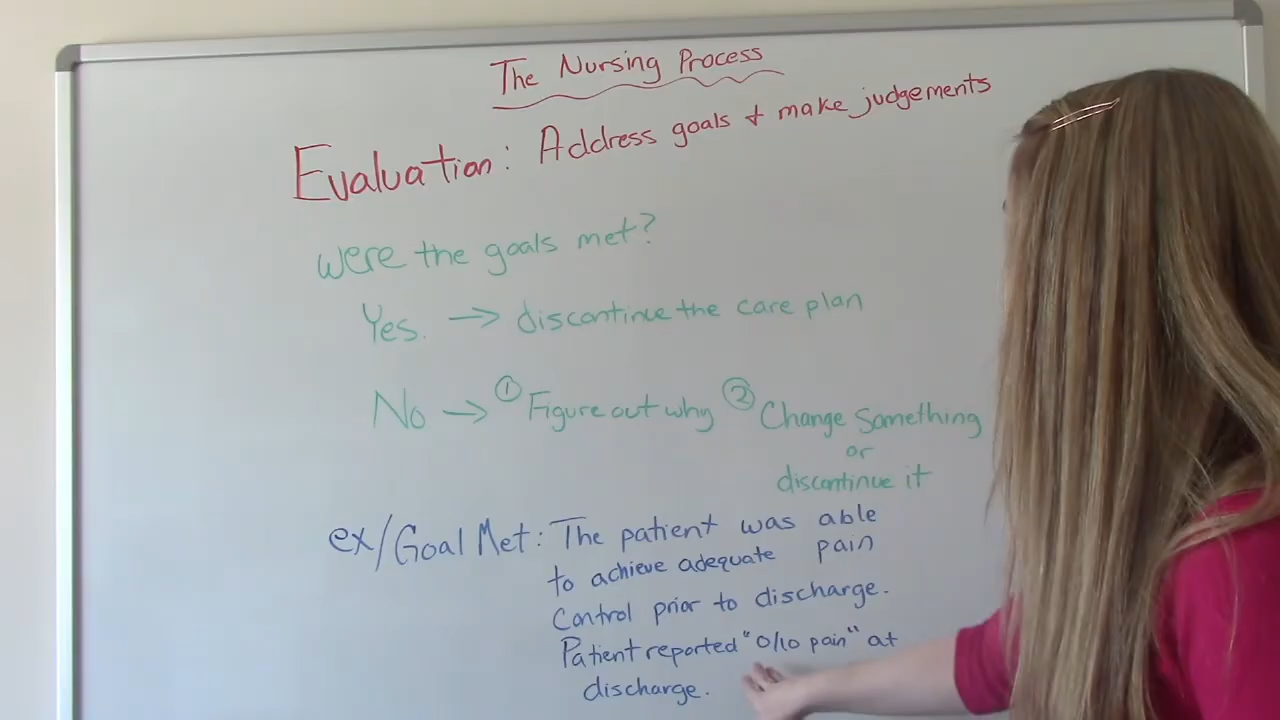 The Nursing Process
Evaluation: Address goals + make judgements
were the goals met?
Yes. → discontinue the care plan
No → ① Figure out why ② Change something
or
discontinue it
ex/Goal Met: The patient was able
to achieve adequate pain
control prior to discharge.
Patient reported "0/10 pain" at
discharge.